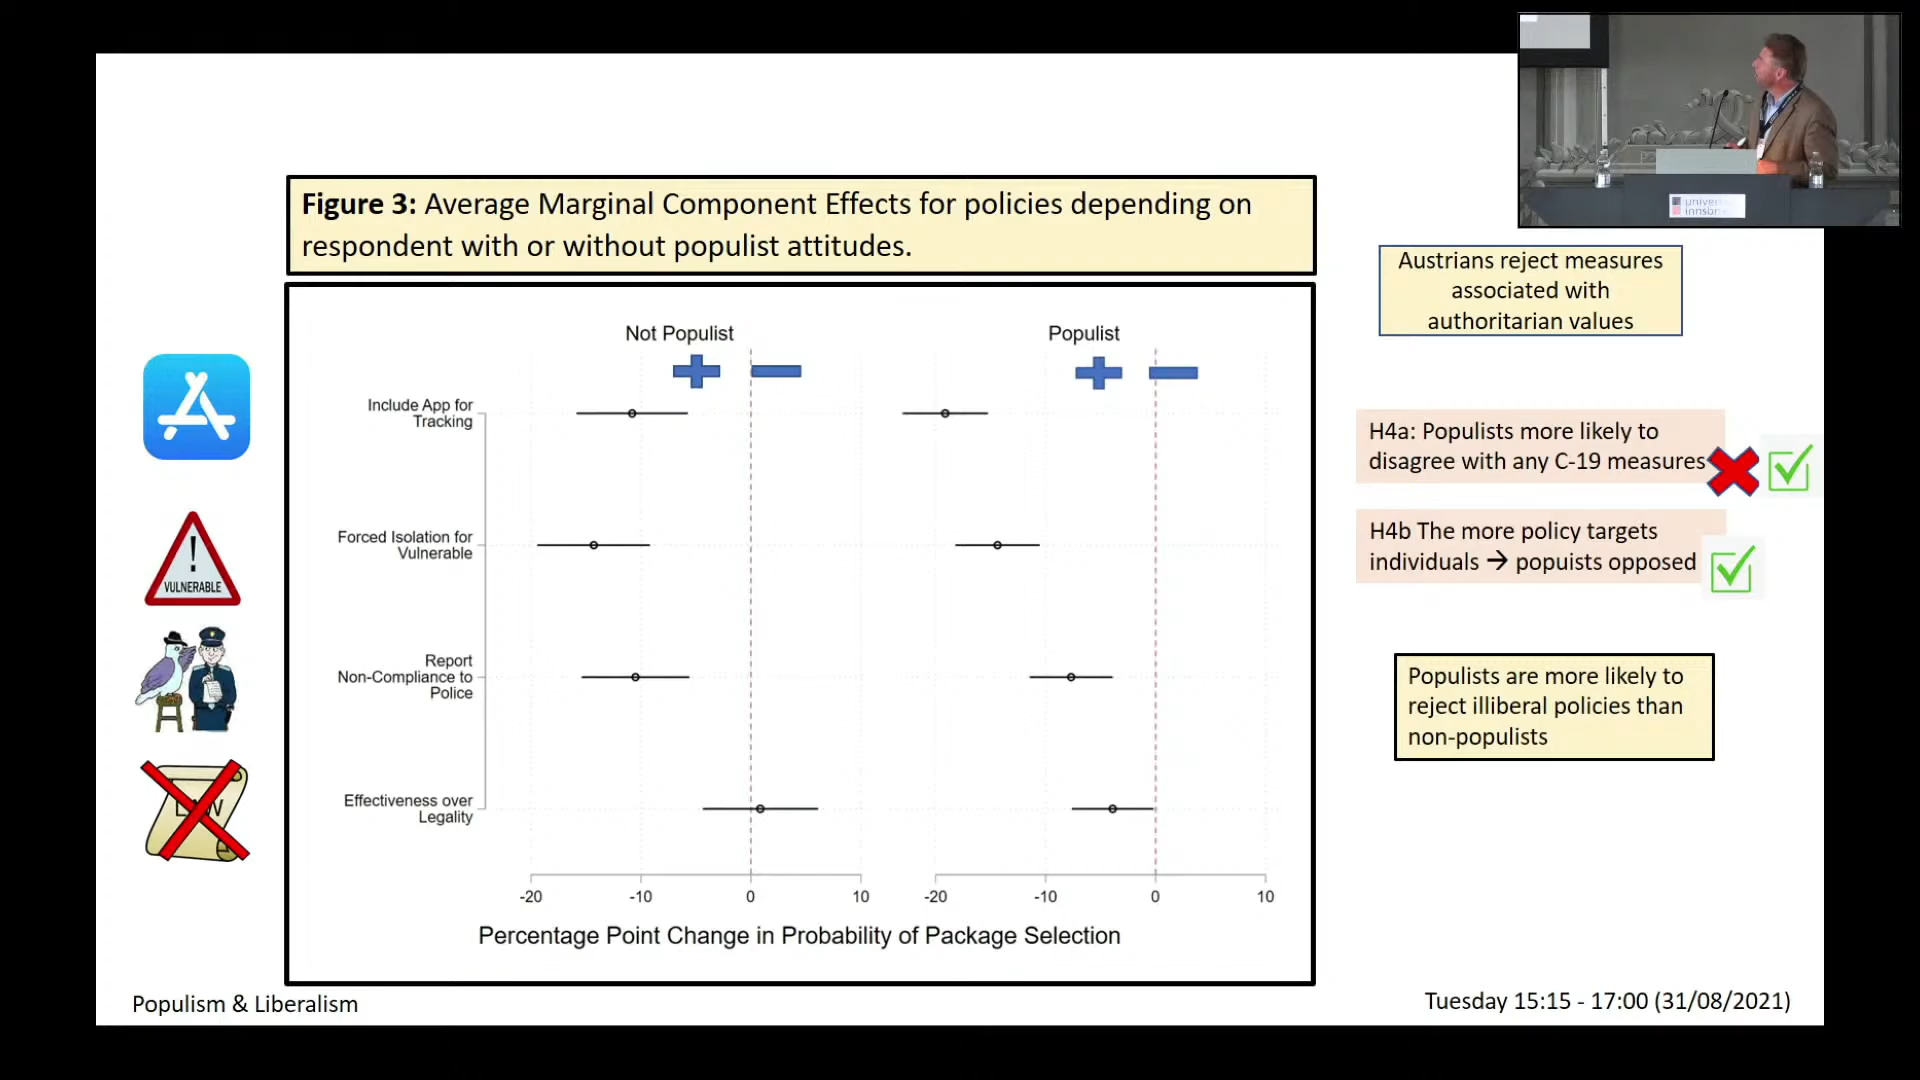 Figure 3: Average Marginal Component Effects for policies depending on
respondent with or without populist attitudes.
Austrians reject measures
associated with
authoritarian values
Not Populist
Populist
Include App for
Tracking
Forced Isolation for
Vulnerable
Report
Non-Compliance to
Police
Effectiveness over
Legality
-20
-10
0
10
-20
-10
0
10
Percentage Point Change in Probability of Package Selection
VULNERABLE
LAW
H4a: Populists more likely to
disagree with any C-19 measures
H4b The more policy targets
individuals → popuists opposed
Populists are more likely to
reject illiberal policies than
non-populists
Populism & Liberalism
Tuesday 15:15 - 17:00 (31/08/2021)